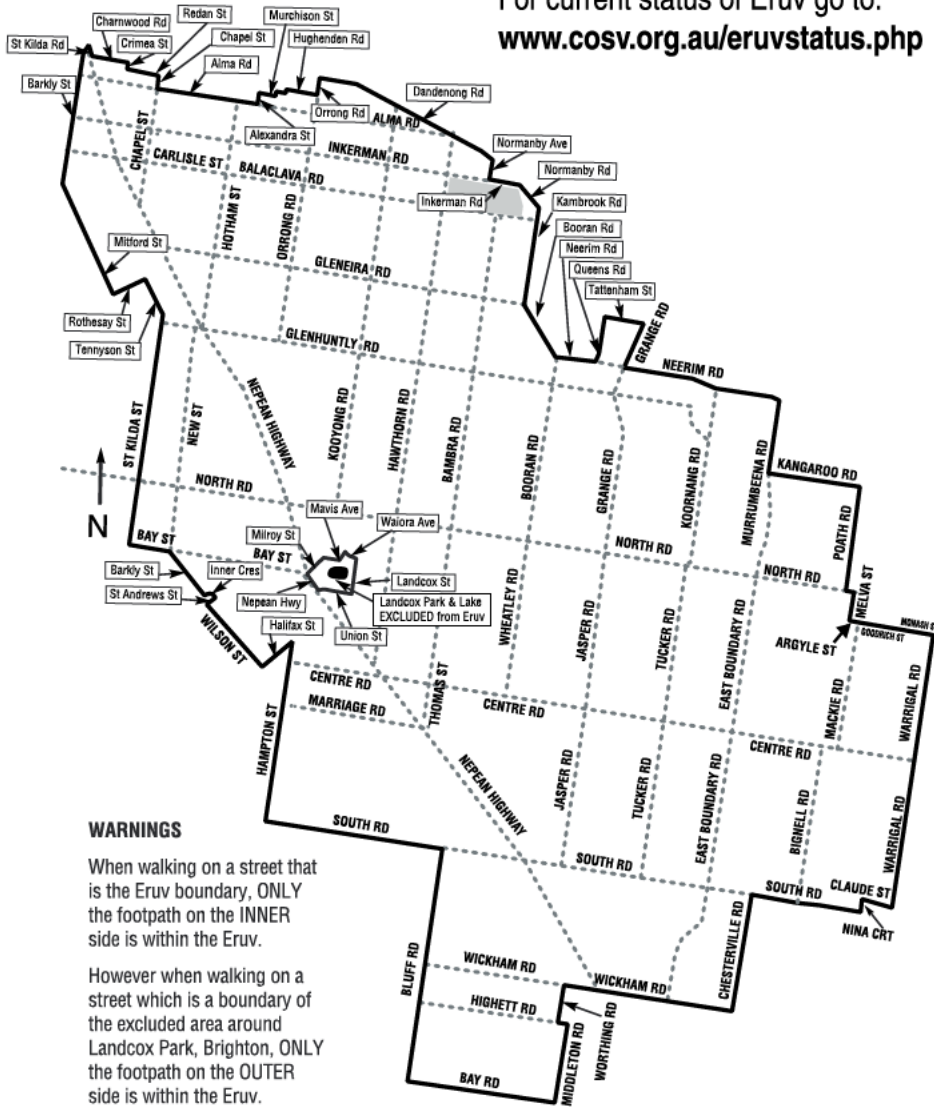 For current status of Eruv go to:
www.cosv.org.au/eruvstatus.php
Murchison St
Redan St
Charnwood Rd
Hughenden Rd
Crimea St
Chapel St
St Kilda Rd
Alma Rd
Barkly St
Dandenong Rd
Orrong Rd
ALMA RD
Alexandra St
CHAPEL ST
INKERMAN RD
Normanby Ave
CARLISLE ST
BALACLAVA RD
Normanby Rd
Inkerman Rd
Kambrook Rd
HOTHAM ST
ORRONG RD
Booran Rd
Mitford St
Neerim Rd
GLENEIRA RD
Queens Rd
Tattenham St
Rothesay St
GRANGE RD
Tennyson St
GLENHUNTLY RD
NEERIM RD
NEPEAN HIGHWAY
ST KILDA ST
NEW ST
KOOYONG RD
HAWTHORN RD
BAMBRA RD
BOORAN RD
GRANGE RD
KOORNANG RD
MURRUMBEENA RD
KANGAROO RD
NORTH RD
POATH RD
N
Mavis Ave
Waiora Ave
Milroy St
BAY ST
BAY ST
NORTH RD
NORTH RD
Barkly St
Inner Cres
Landcox St
MELVA ST
St Andrews St
Nepean Hwy
Landcox Park & Lake
EXCLUDED from Eruv
WHEATLEY RD
JASPER RD
TUCKER RD
EAST BOUNDARY RD
MONASH S
GOODRICH ST
Halifax St
Union St
ARGYLE ST
WILSON ST
CENTRE RD
MARRIAGE RD
THOMAS ST
CENTRE RD
MACKIE RD
WARRIGAL RD
CENTRE RD
HAMPTON ST
NEPEAN HIGHWAY
JASPER RD
TUCKER RD
EAST BOUNDARY RD
BIGNELL RD
WARRIGAL RD
SOUTH RD
SOUTH RD
SOUTH RD
CLAUDE ST
NINA CRT
CHESTERVILLE RD
BLUFF RD
WICKHAM RD
WICKHAM RD
HIGHETT RD
WORTHING RD
MIDDLETON RD
BAY RD
WARNINGS
When walking on a street that
is the Eruv boundary, ONLY
the footpath on the INNER
side is within the Eruv.
However when walking on a
street which is a boundary of
the excluded area around
Landcox Park, Brighton, ONLY
the footpath on the OUTER
side is within the Eruv.